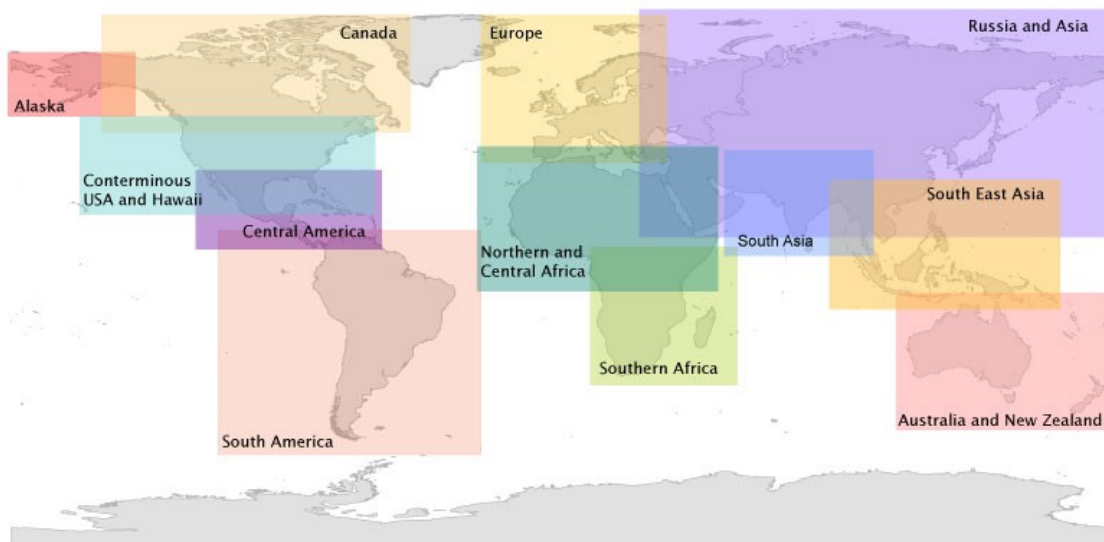 Canada
Europe
Russia and Asia
Alaska
Conterminous
USA and Hawaii
South East Asia
Central America
South Asia
Northern and
Central Africa
Southern Africa
Australia and New Zealand
South America